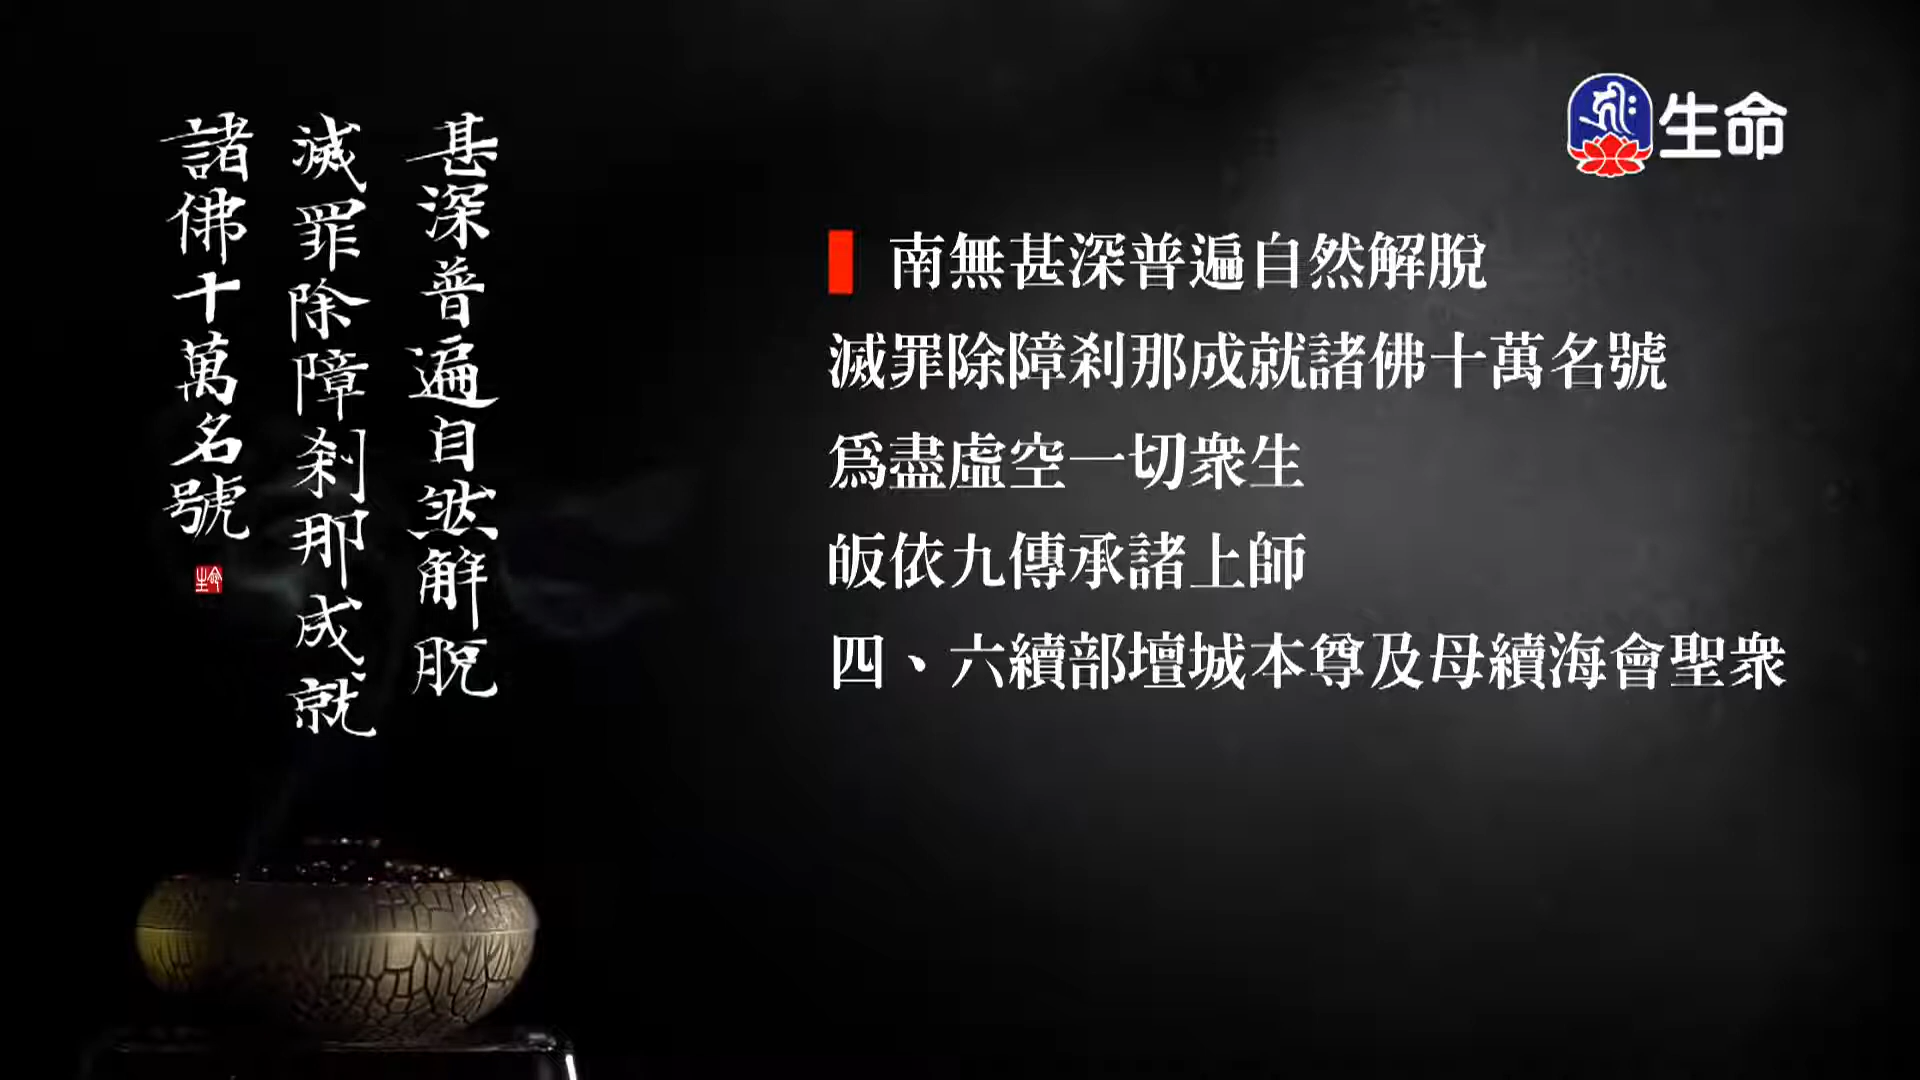 甚深普遍自然解脫
滅罪除障剎那成就
諸佛十萬名號
生命
生命
南無甚深普遍自然解脫
滅罪除障剎那成就諸佛十萬名號
爲盡虛空一切衆生
皈依九傳承諸上師
四、六續部壇城本尊及母續海會聖衆